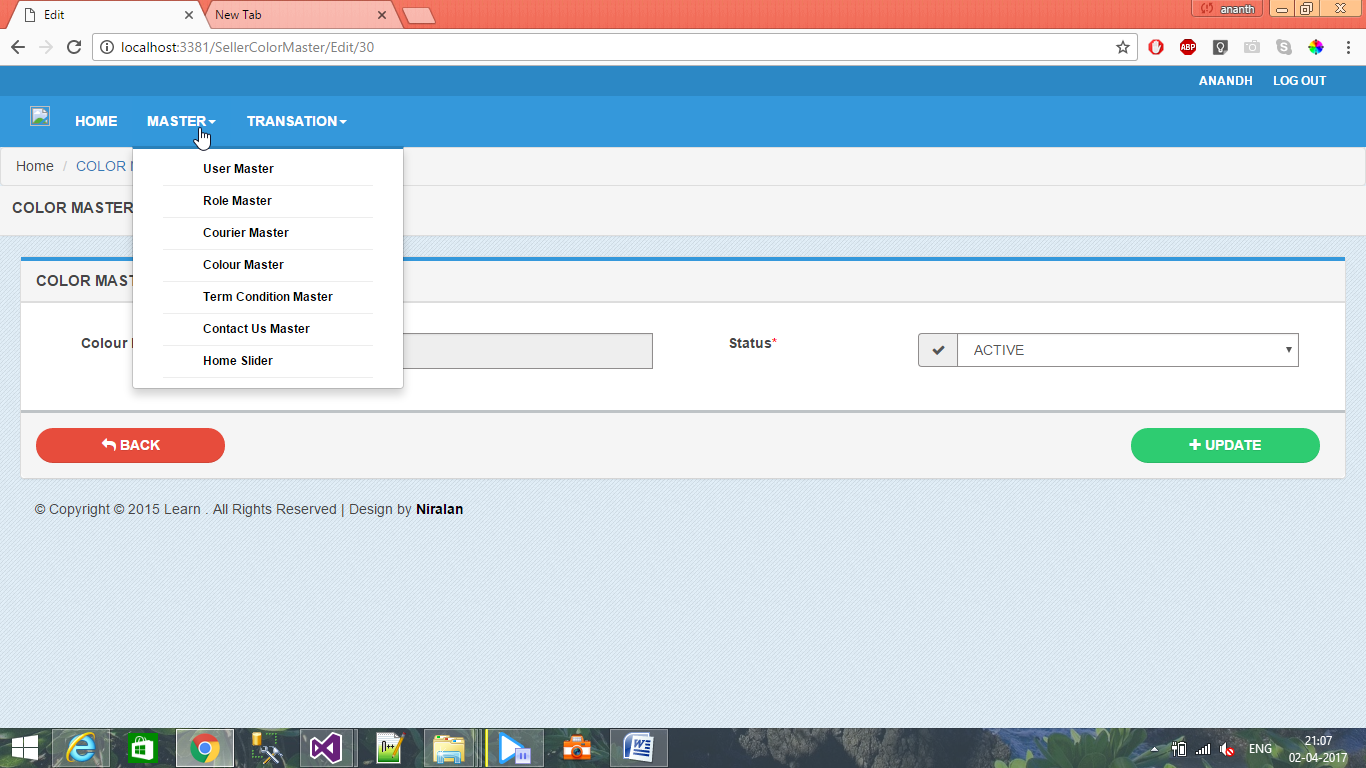 Edit
New Tab
ananth
localhost:3381/SellerColorMaster/Edit/30
ABP
ANANDH LOG OUT
HOME MASTER TRANSATION
Home / COLOR
User Master
Role Master
COLOR MASTER
Courier Master
Colour Master
COLOR MAST
Term Condition Master
Contact Us Master
Colour
Status*
ACTIVE
Home Slider
BACK
UPDATE
© Copyright © 2015 Learn . All Rights Reserved | Design by Niralan
ENG
21:07
02-04-2017